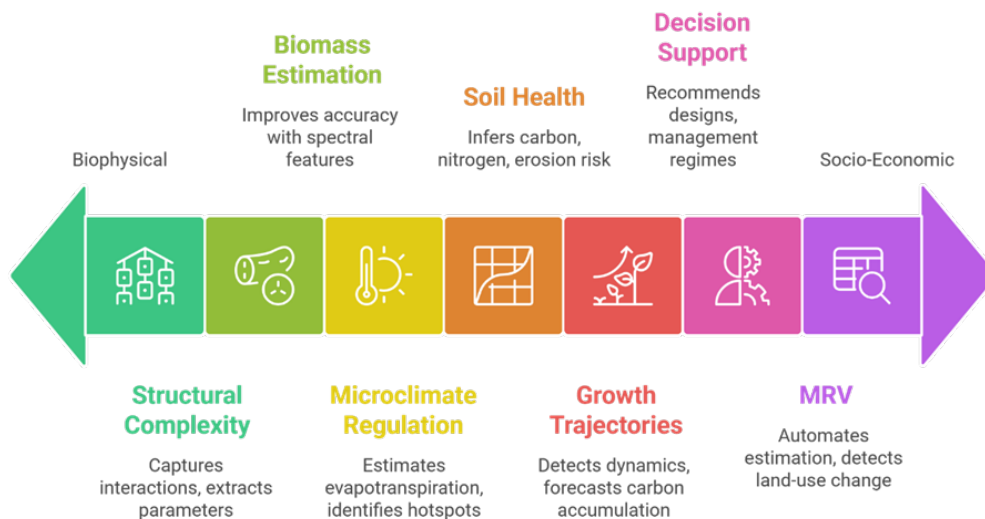 Decision
Support
Recommends
designs,
management
regimes
Biomass
Estimation
Improves accuracy
with spectral
features
Soil Health
Infers carbon,
nitrogen, erosion risk
Biophysical
Socio-Economic
Structural
Complexity
Captures
interactions, extracts
parameters
Microclimate
Regulation
Estimates
evapotranspiration,
identifies hotspots
Growth
Trajectories
Detects dynamics,
forecasts carbon
accumulation
MRV
Automates
estimation, detects
land-use change